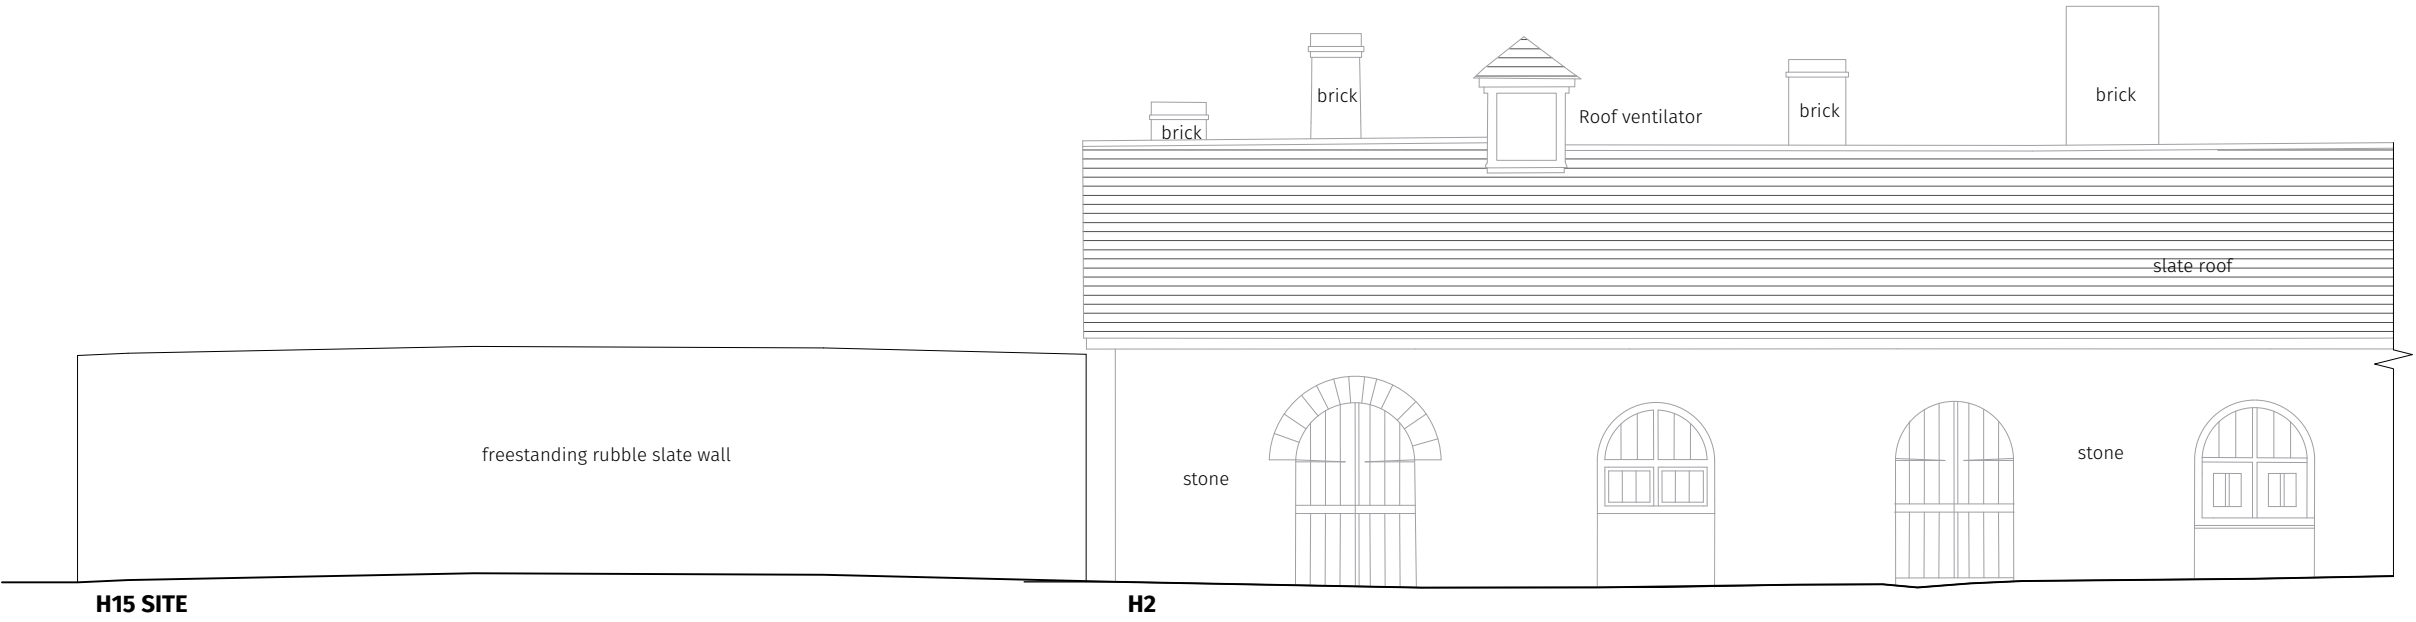 brick
brick
Roof ventilator
brick
brick
slate roof
freestanding rubble slate wall
stone
stone
H15 SITE
H2